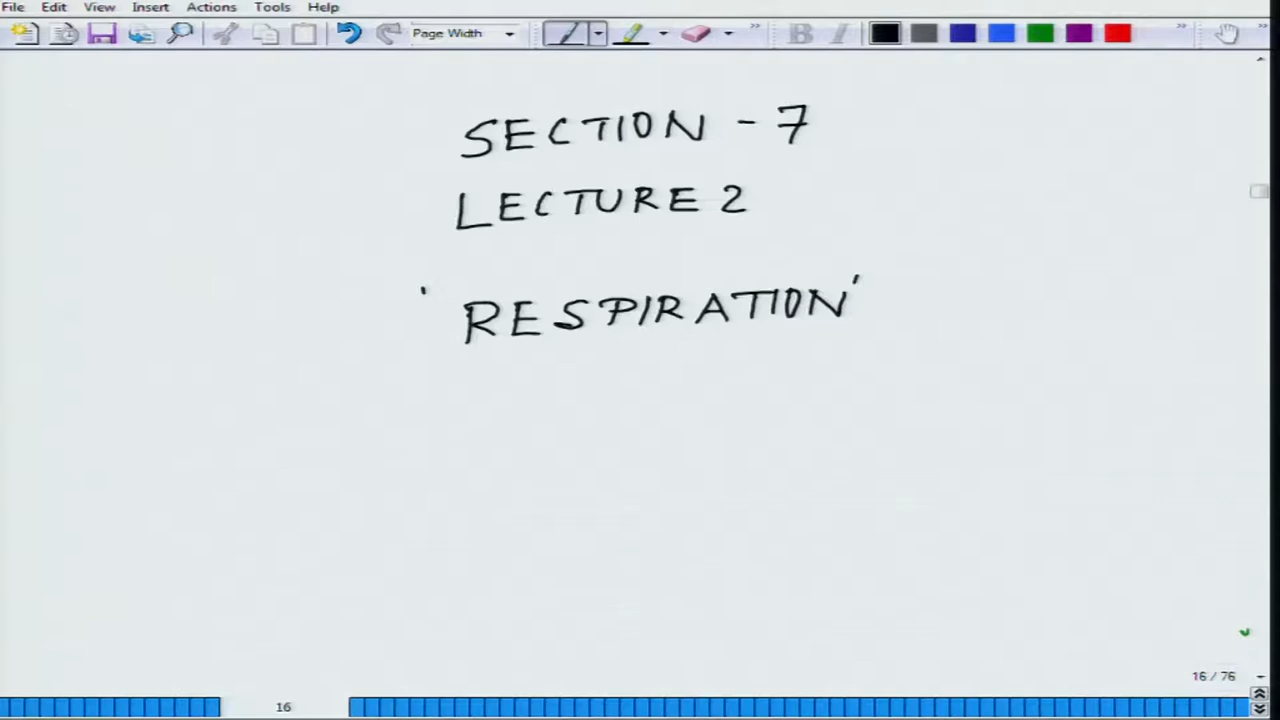 File Edit View Insert Actions Tools Help
Page Width B I
SECTION - 7
LECTURE 2
' RESPIRATION '
16 / 76
16